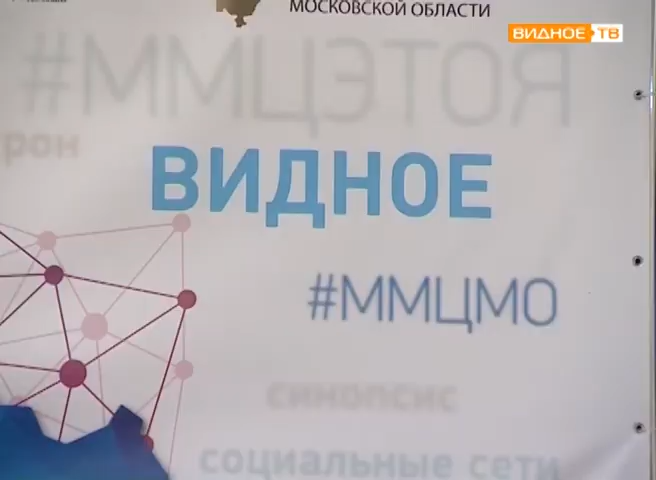 МОСКОВСКОЙ ОБЛАСТИ
ВИДНОЕ ТВ
#ММЦЭТОЯ
рон
ВИДНОЕ
#ММЦМО
синопсис
социальные сети